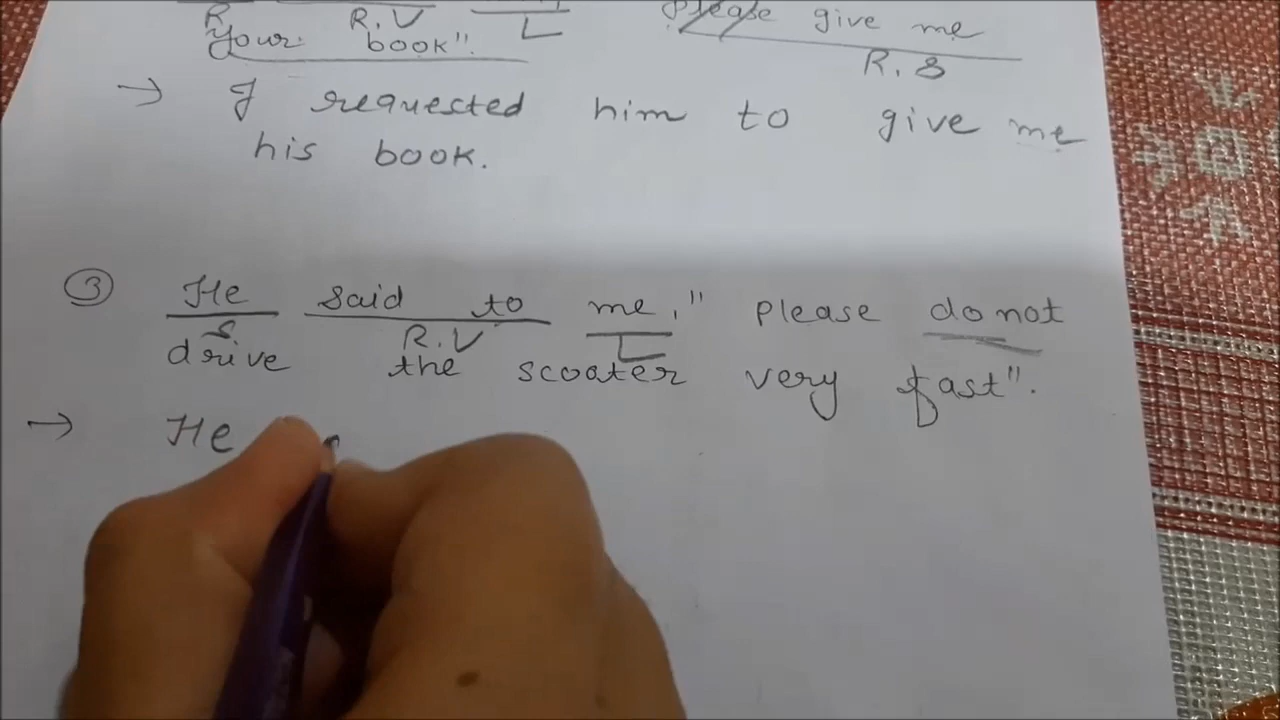 R R.V L Please give me
your book". R.S
→ I requested him to give me
his book.
③ He said to me," please do not
S R.V L
drive the scooter very fast".
→ He